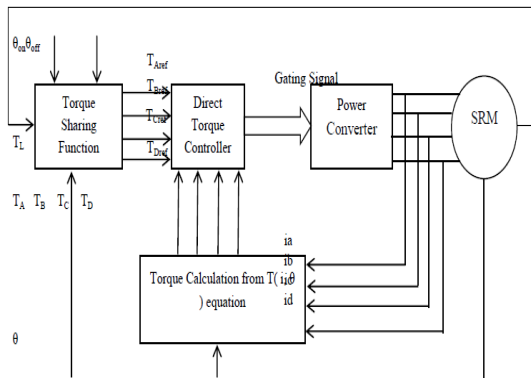 θonθoff
TAref
TBref
TCref
TDref
Torque
Sharing
Function
Direct
Torque
Controller
Gating Signal
Power
Converter
SRM
TL
TA TB TC TD
ia
ib
ic
id
Torque Calculation from T( i,θ
) equation
θ